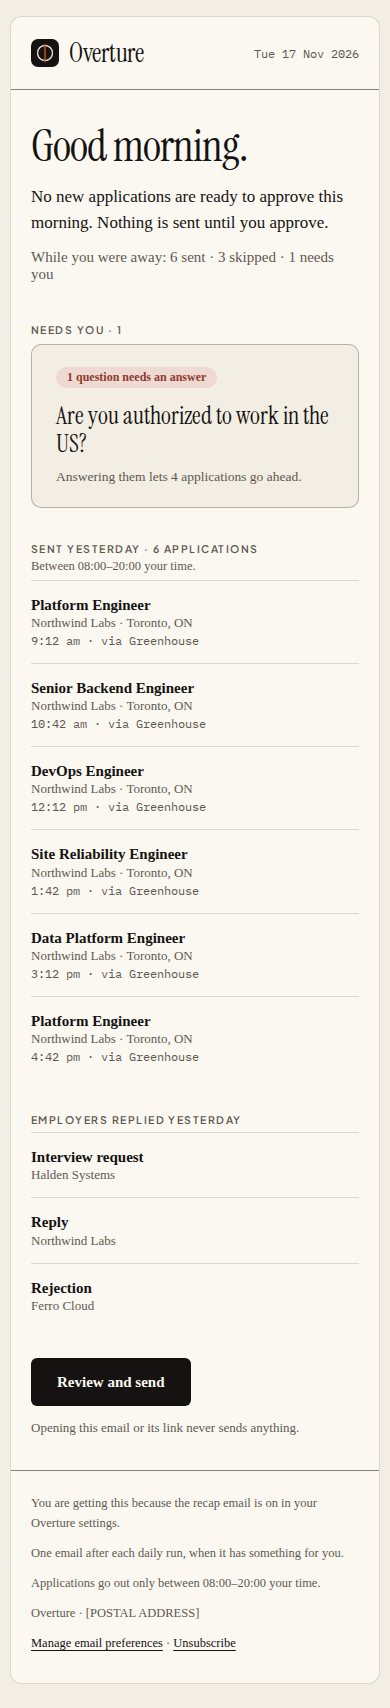 Overture
Tue 17 Nov 2026
Good morning.
No new applications are ready to approve this
morning. Nothing is sent until you approve.
While you were away: 6 sent · 3 skipped · 1 needs
you
NEEDS YOU · 1
1 question needs an answer
Are you authorized to work in the
US?
Answering them lets 4 applications go ahead.
SENT YESTERDAY · 6 APPLICATIONS
Between 08:00–20:00 your time.
Platform Engineer
Northwind Labs · Toronto, ON
9:12 am · via Greenhouse
Senior Backend Engineer
Northwind Labs · Toronto, ON
10:42 am · via Greenhouse
DevOps Engineer
Northwind Labs · Toronto, ON
12:12 pm · via Greenhouse
Site Reliability Engineer
Northwind Labs · Toronto, ON
1:42 pm · via Greenhouse
Data Platform Engineer
Northwind Labs · Toronto, ON
3:12 pm · via Greenhouse
Platform Engineer
Northwind Labs · Toronto, ON
4:42 pm · via Greenhouse
EMPLOYERS REPLIED YESTERDAY
Interview request
Halden Systems
Reply
Northwind Labs
Rejection
Ferro Cloud
Review and send
Opening this email or its link never sends anything.
You are getting this because the recap email is on in your
Overture settings.
One email after each daily run, when it has something for you.
Applications go out only between 08:00–20:00 your time.
Overture · [POSTAL ADDRESS]
Manage email preferences · Unsubscribe